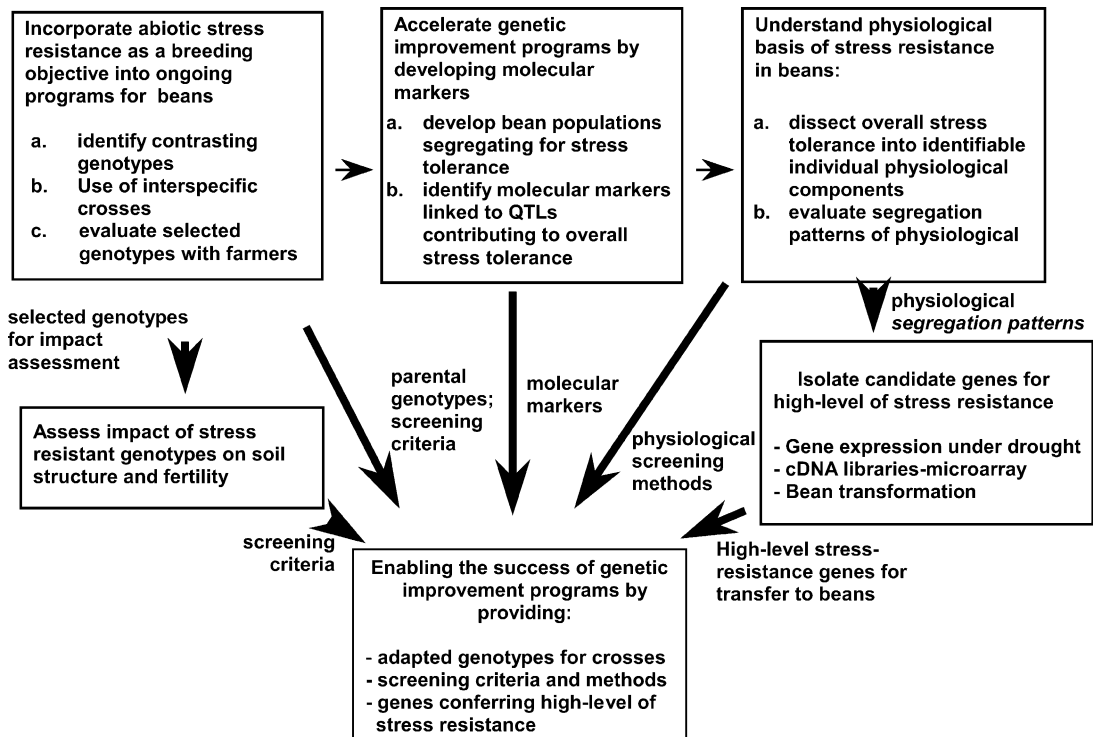 Incorporate abiotic stress
resistance as a breeding
objective into ongoing
programs for beans
a. identify contrasting
genotypes
b. Use of interspecific
crosses
c. evaluate selected
genotypes with farmers
Accelerate genetic
improvement programs by
developing molecular
markers
a. develop bean populations
segregating for stress
tolerance
b. identify molecular markers
linked to QTLs
contributing to overall
stress tolerance
Understand physiological
basis of stress resistance
in beans:
a. dissect overall stress
tolerance into identifiable
individual physiological
components
b. evaluate segregation
patterns of physiological
selected genotypes
for impact
assessment
parental
genotypes;
screening
criteria
molecular
markers
physiological
screening
methods
physiological
segregation patterns
Assess impact of stress
resistant genotypes on soil
structure and fertility
Isolate candidate genes for
high-level of stress resistance
- Gene expression under drought
- cDNA libraries-microarray
- Bean transformation
screening
criteria
High-level stress-
resistance genes for
transfer to beans
Enabling the success of genetic
improvement programs by
providing:
- adapted genotypes for crosses
- screening criteria and methods
- genes conferring high-level of
stress resistance